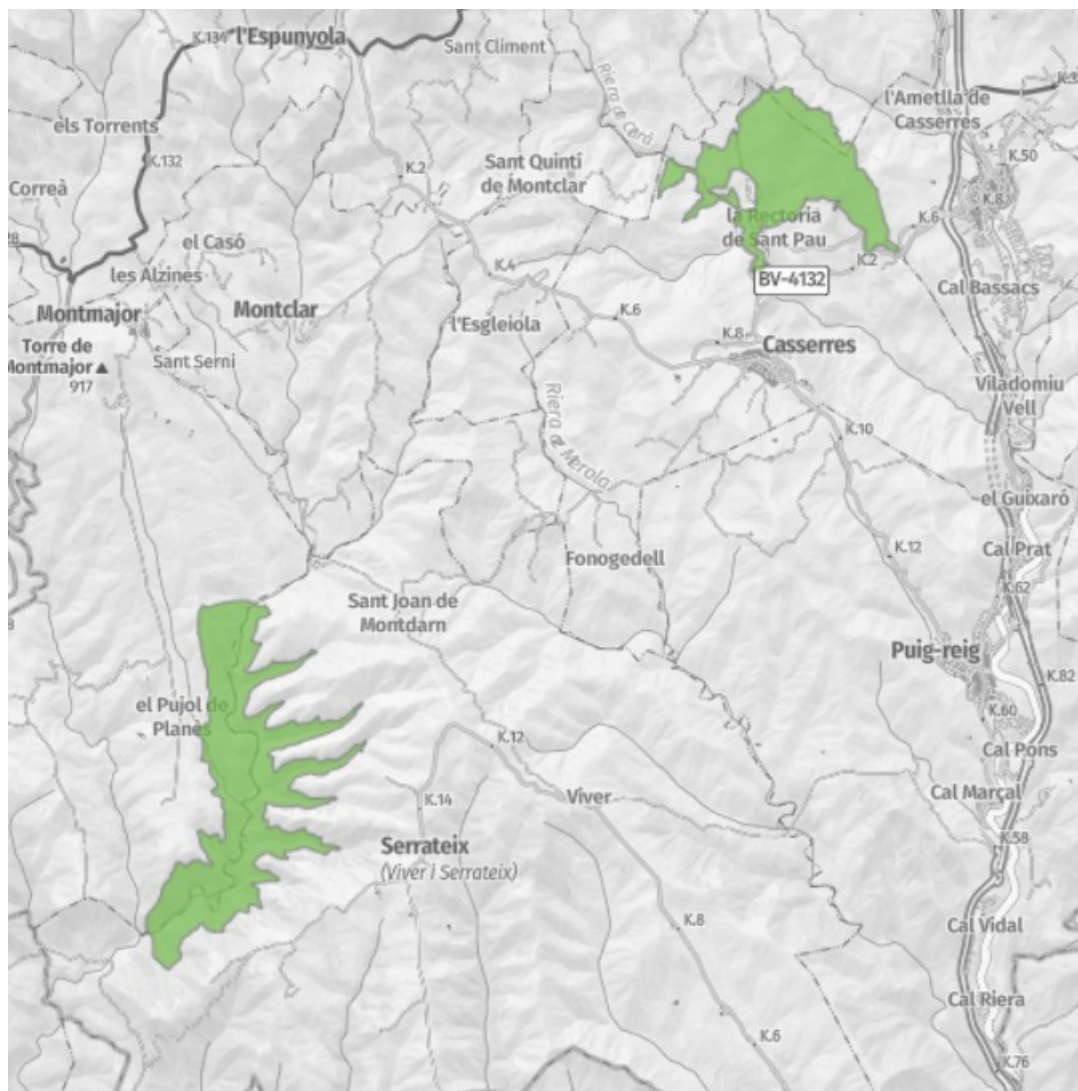 K.134
l'Espunyola
Sant Climent
Riera de Clarà
els Torrents
K.132
l'Ametlla de
Casserres
K.50
K.8
K.2
Sant Quintí
de Montclar
Correà
la Rectoria
de Sant Pau
K.6
K.2
el Casó
les Alzines
K.4
BV-4132
Cal Bassacs
Montmajor
Montclar
l'Esgleiola
K.6
K.8
Casserres
Torre de
Montmajor
917
Sant Serni
Viladomiu
Vell
Riera de Merola
K.10
el Guixaró
K.12
Cal Prat
K.62
Fonogedell
Sant Joan de
Montdarn
Puig-reig
K.82
el Pujol de
Planès
K.60
K.12
Cal Pons
K.14
Viver
Cal Marçal
K.58
Serrateix
(Viver i Serrateix)
K.8
Cal Vidal
Cal Riera
K.6
K.76